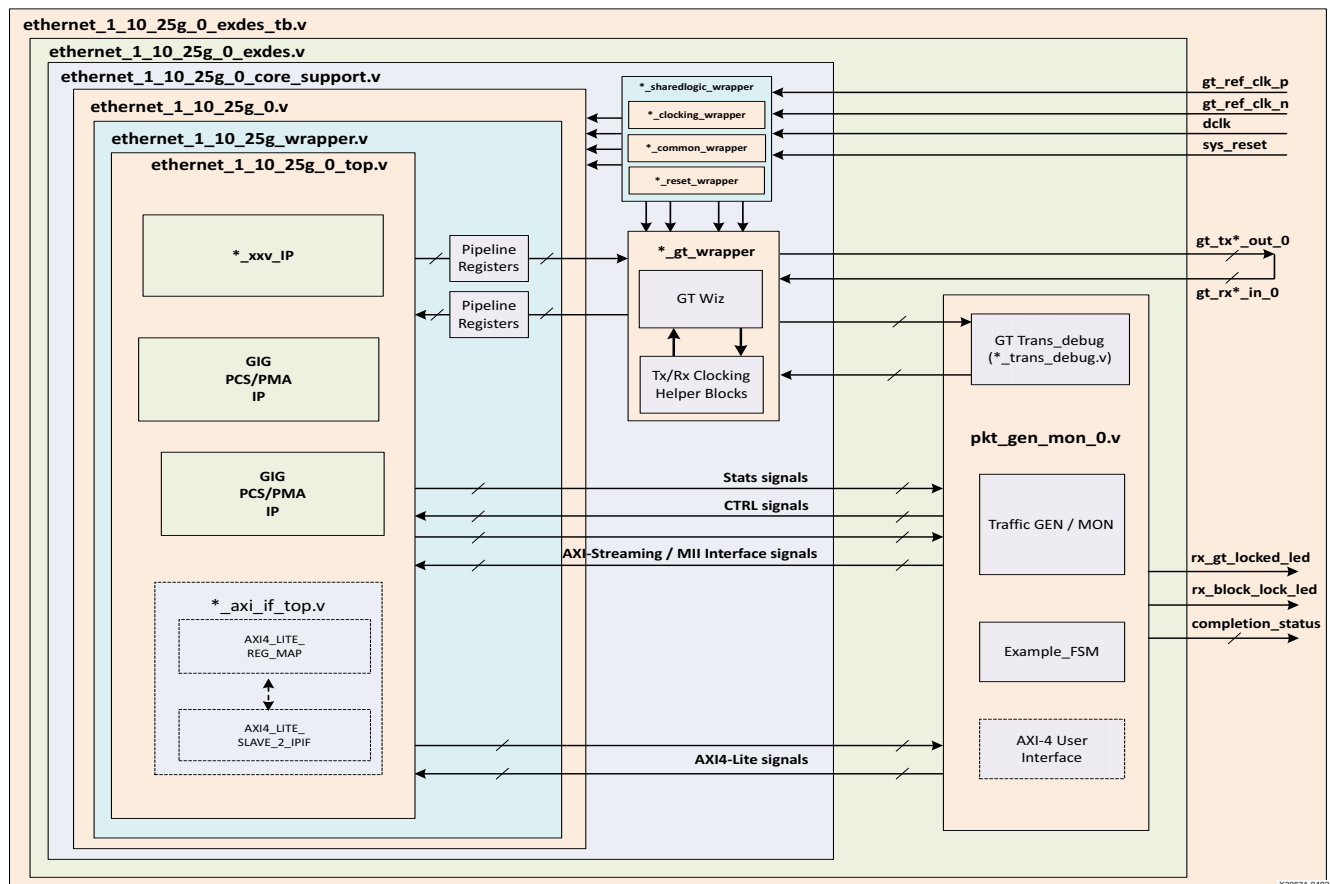 ethernet_1_10_25g_0_exdes_tb.v
ethernet_1_10_25g_0_exdes.v
ethernet_1_10_25g_0_core_support.v
ethernet_1_10_25g_0.v
ethernet_1_10_25g_wrapper.v
ethernet_1_10_25g_0_top.v
*_xxv_IP
GIG
PCS/PMA
IP
GIG
PCS/PMA
IP
*_axi_if_top.v
AXI4_LITE_
REG_MAP
AXI4_LITE_
SLAVE_2_IPIF
Pipeline
Registers
Pipeline
Registers
*_sharedlogic_wrapper
*_clocking_wrapper
*_common_wrapper
*_reset_wrapper
*_gt_wrapper
GT Wiz
Tx/Rx Clocking
Helper Blocks
Stats signals
CTRL signals
AXI-Streaming / MII Interface signals
AXI4-Lite signals
GT Trans_debug
(*_trans_debug.v)
pkt_gen_mon_0.v
Traffic GEN / MON
Example_FSM
AXI-4 User
Interface
gt_ref_clk_p
gt_ref_clk_n
dclk
sys_reset
gt_tx*_out_0
gt_rx*_in_0
rx_gt_locked_led
rx_block_lock_led
completion_status